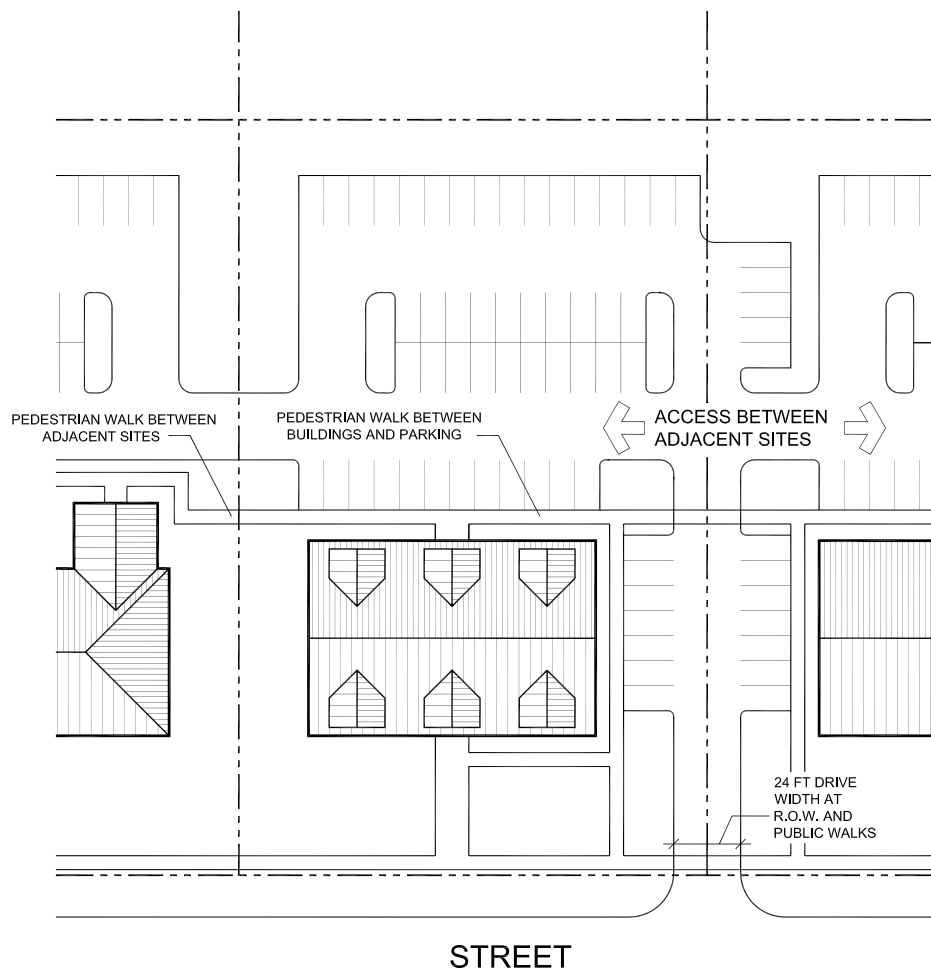 PEDESTRIAN WALK BETWEEN
ADJACENT SITES
PEDESTRIAN WALK BETWEEN
BUILDINGS AND PARKING
ACCESS BETWEEN
ADJACENT SITES
24 FT DRIVE
WIDTH AT
R.O.W. AND
PUBLIC WALKS
STREET